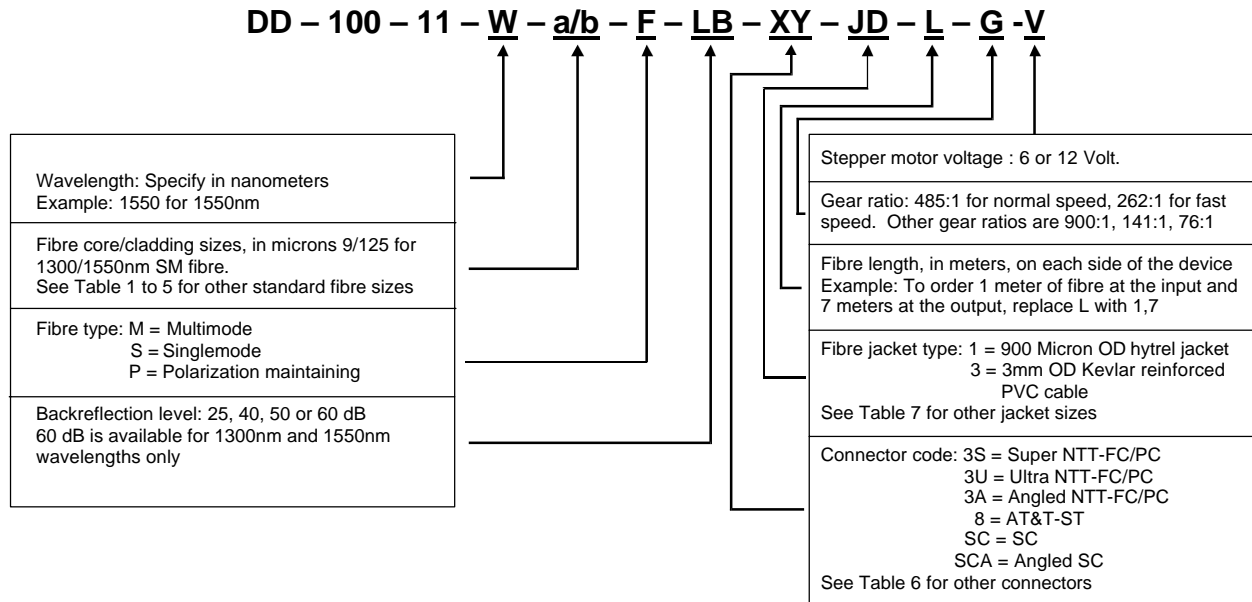 DD – 100 – 11 – W – a/b – F – LB – XY – JD – L – G -V
Wavelength: Specify in nanometers
Example: 1550 for 1550nm
Fibre core/cladding sizes, in microns 9/125 for
1300/1550nm SM fibre.
See Table 1 to 5 for other standard fibre sizes
Fibre type: M = Multimode
S = Singlemode
P = Polarization maintaining
Backreflection level: 25, 40, 50 or 60 dB
60 dB is available for 1300nm and 1550nm
wavelengths only
Stepper motor voltage : 6 or 12 Volt.
Gear ratio: 485:1 for normal speed, 262:1 for fast
speed. Other gear ratios are 900:1, 141:1, 76:1
Fibre length, in meters, on each side of the device
Example: To order 1 meter of fibre at the input and
7 meters at the output, replace L with 1,7
Fibre jacket type: 1 = 900 Micron OD hytrel jacket
3 = 3mm OD Kevlar reinforced
PVC cable
See Table 7 for other jacket sizes
Connector code: 3S = Super NTT-FC/PC
3U = Ultra NTT-FC/PC
3A = Angled NTT-FC/PC
8 = AT&T-ST
SC = SC
SCA = Angled SC
See Table 6 for other connectors